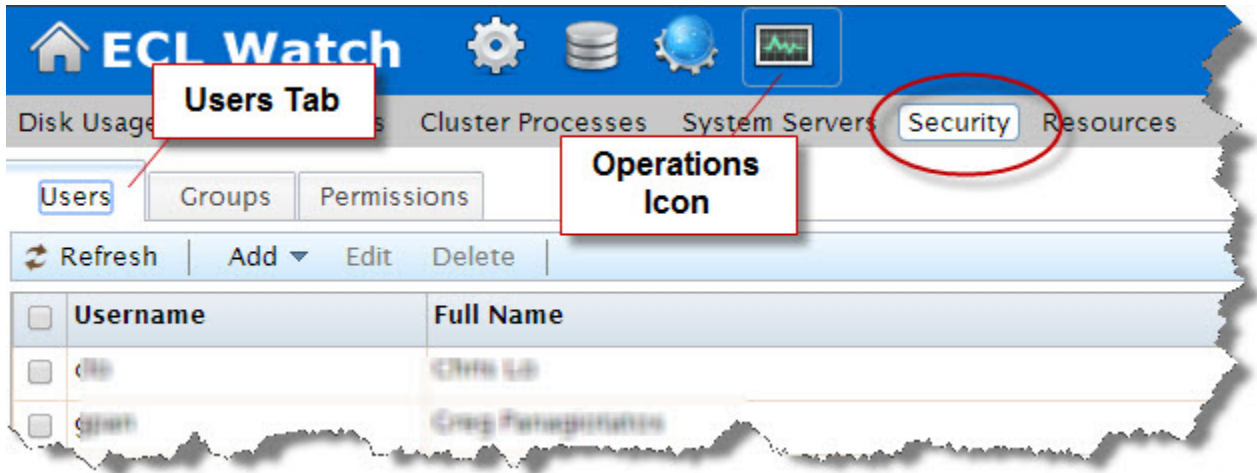 ECL Watch
Users Tab
Disk Usage Cluster Processes System Servers Security Resources
Operations
Icon
Users Groups Permissions
Refresh Add Edit Delete
Username Full Name